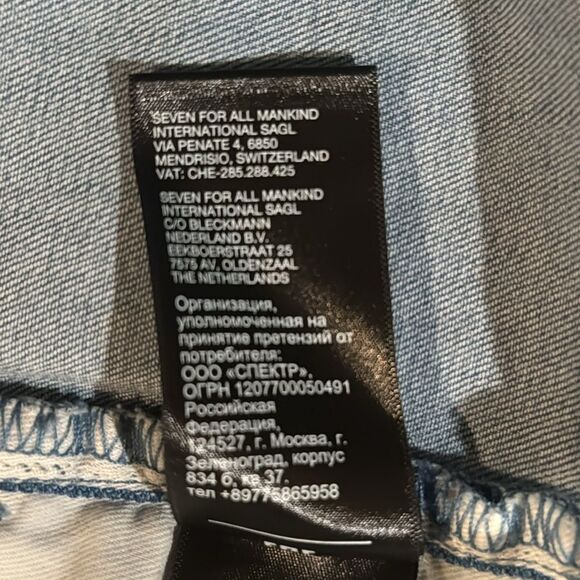 SEVEN FOR ALL MANKIND
INTERNATIONAL SAGL
VIA PENATE 4, 6850
MENDRISIO, SWITZERLAND
VAT: CHE-285.288.425
SEVEN FOR ALL MANKIND
INTERNATIONAL SAGL
C/O BLECKMANN
NEDERLAND B.V.
EEKBOERSTRAAT 25
7575 AV, OLDENZAAL
THE NETHERLANDS
Организация,
уполномоченная на
принятие претензий от
потребителя:
ООО «СПЕКТР».
ОГРН 1207700050491
Российская
Федерация,
124527, г. Москва, г.
Зеленоград, корпус
834 б, кв 37.
тел +89775865958